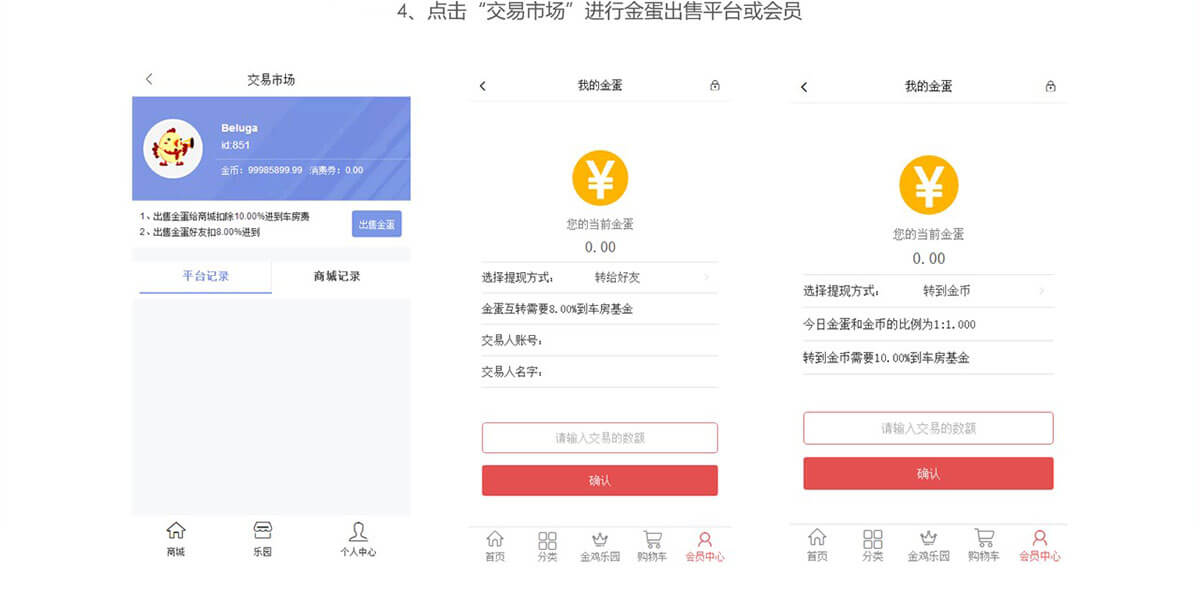 4、点击“交易市场”进行金蛋出售平台或会员
交易市场
Beluga
id:851
金币：99985899.99 消费劵：0.00
1、出售金蛋给商城扣除10.00%进到车房费
2、出售金蛋好友扣8.00%进到
出售金蛋
平台记录 商城记录
商城 乐园 个人中心
我的金蛋
¥
您的当前金蛋
0.00
选择提现方式： 转给好友
金蛋互转需要8.00%到车房基金
交易人账号：
交易人名字：
请输入交易的数额
确认
首页 分类 金鸡乐园 购物车 会员中心
我的金蛋
¥
您的当前金蛋
0.00
选择提现方式： 转到金币
今日金蛋和金币的比例为1:1.000
转到金币需要10.00%到车房基金
请输入交易的数额
确认
首页 分类 金鸡乐园 购物车 会员中心